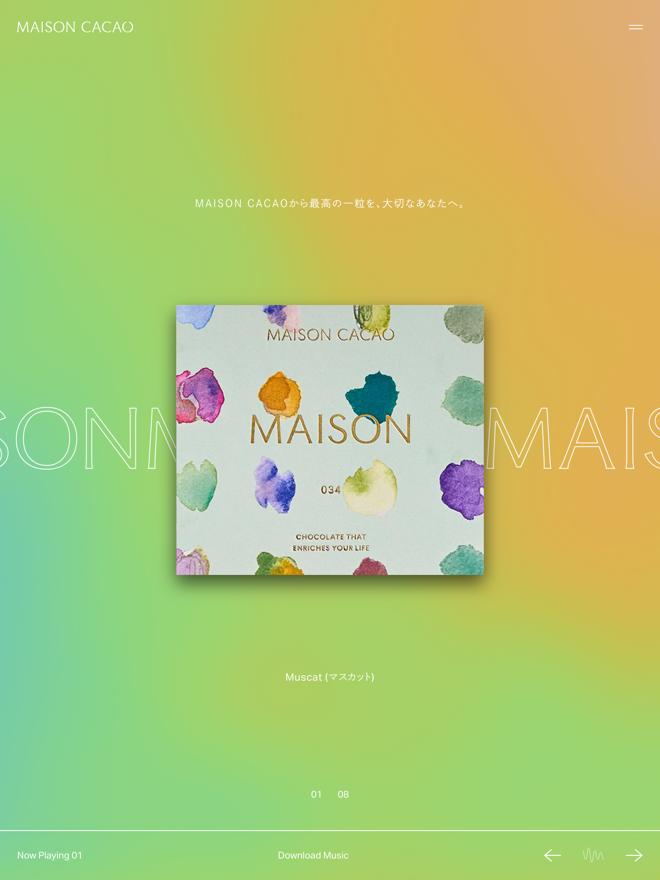 MAISON CACAO
MAISON CACAOから最高の一粒を、大切なあなたへ。
MAISON CACAO
SONM
MAISON
MAIS
034
CHOCOLATE THAT
ENRICHES YOUR LIFE
Muscat (マスカット)
01 08
Now Playing 01
Download Music